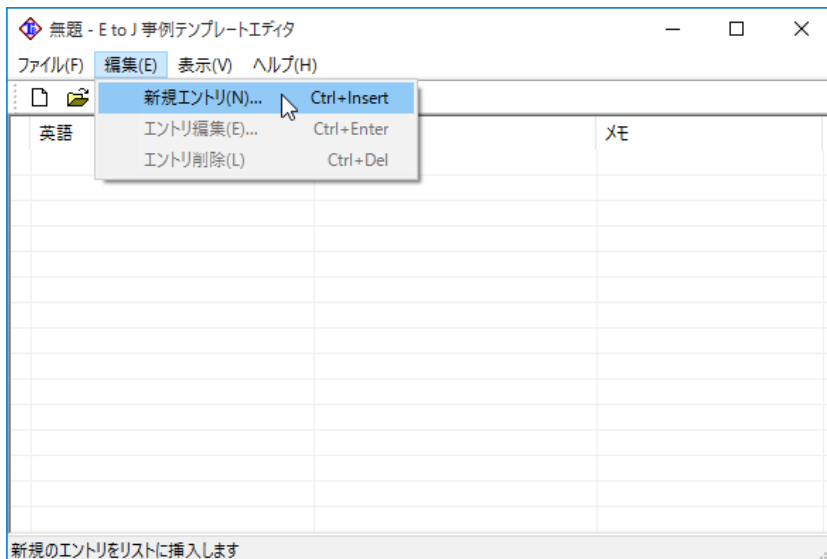 無題 - E to J 事例テンプレートエディタ
ファイル(F) 編集(E) 表示(V) ヘルプ(H)
新規エントリ(N)... Ctrl+Insert
エントリ編集(E)... Ctrl+Enter
エントリ削除(L) Ctrl+Del
英語 メモ
新規のエントリをリストに挿入します